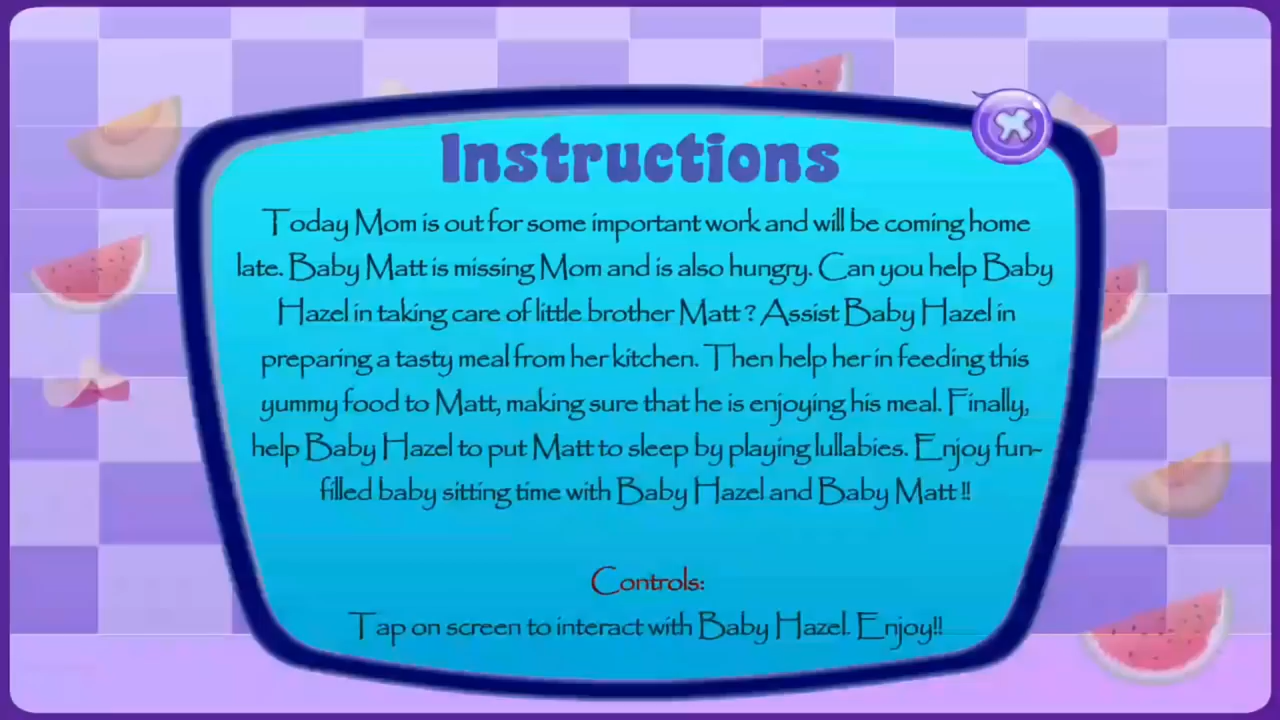 Instructions
Today Mom is out for some important work and will be coming home
late. Baby Matt is missing Mom and is also hungry. Can you help Baby
Hazel in taking care of little brother Matt ? Assist Baby Hazel in
preparing a tasty meal from her kitchen. Then help her in feeding this
yummy food to Matt, making sure that he is enjoying his meal. Finally,
help Baby Hazel to put Matt to sleep by playing lullabies. Enjoy fun-
filled baby sitting time with Baby Hazel and Baby Matt !!
Controls:
Tap on screen to interact with Baby Hazel. Enjoy!!